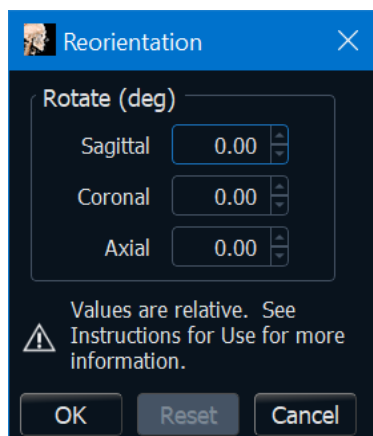 Reorientation
Rotate (deg)
Sagittal 0.00
Coronal 0.00
Axial 0.00
Values are relative. See
Instructions for Use for more
information.
OK Reset Cancel